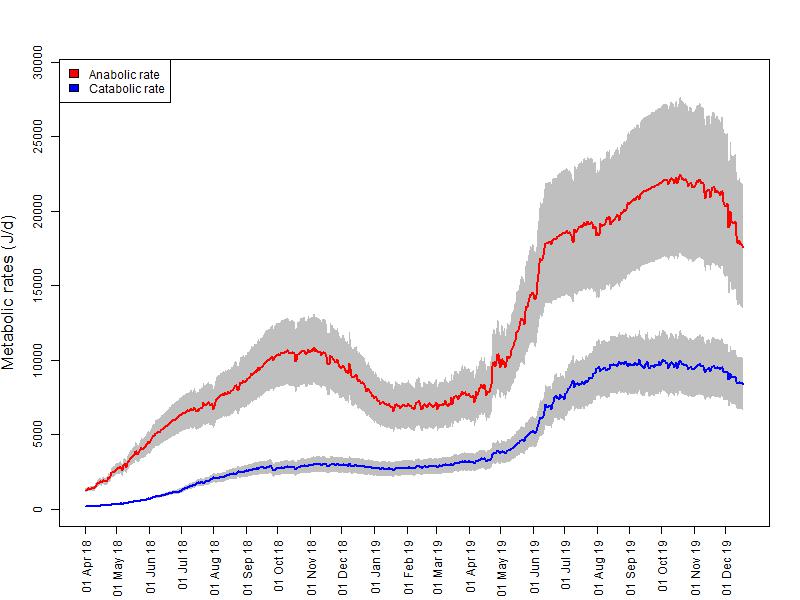 Anabolic rate
Catabolic rate
Metabolic rates (J/d)
30000
25000
20000
15000
10000
5000
0
01 Apr 18
01 May 18
01 Jun 18
01 Jul 18
01 Aug 18
01 Sep 18
01 Oct 18
01 Nov 18
01 Dec 18
01 Jan 19
01 Feb 19
01 Mar 19
01 Apr 19
01 May 19
01 Jun 19
01 Jul 19
01 Aug 19
01 Sep 19
01 Oct 19
01 Nov 19
01 Dec 19